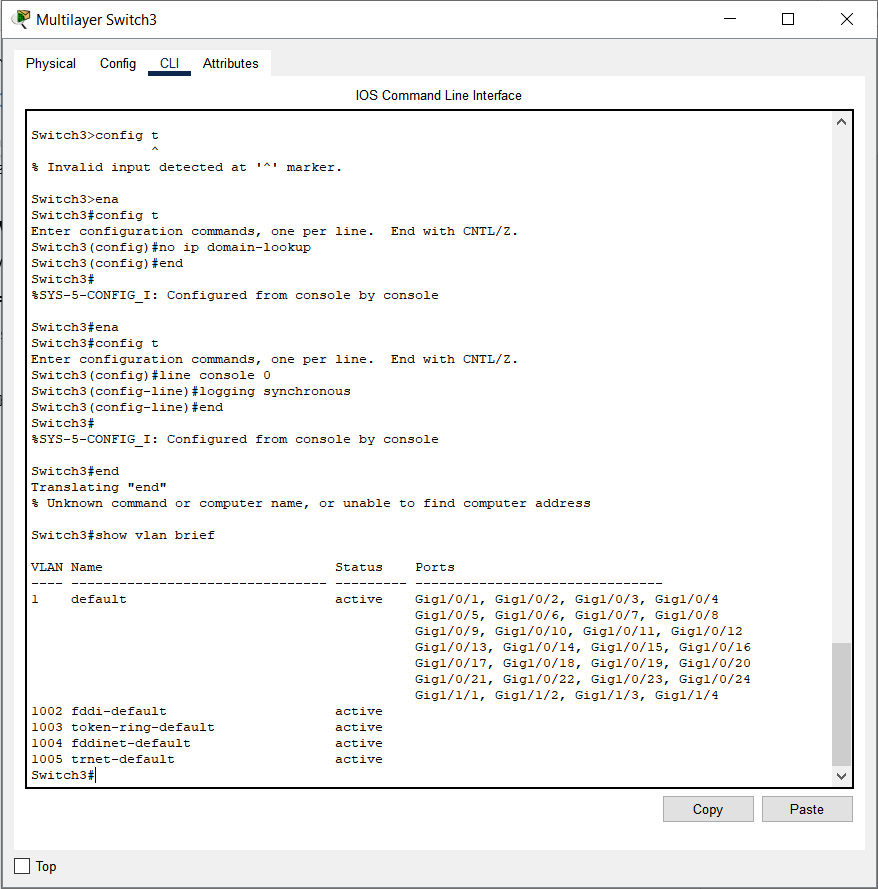 Multilayer Switch3
Physical Config CLI Attributes
IOS Command Line Interface
Switch3>config t
^
% Invalid input detected at '^' marker.
Switch3>ena
Switch3#config t
Enter configuration commands, one per line.  End with CNTL/Z.
Switch3(config)#no ip domain-lookup
Switch3(config)#end
Switch3#
%SYS-5-CONFIG_I: Configured from console by console
Switch3#ena
Switch3#config t
Enter configuration commands, one per line.  End with CNTL/Z.
Switch3(config)#line console 0
Switch3(config-line)#logging synchronous
Switch3(config-line)#end
Switch3#
%SYS-5-CONFIG_I: Configured from console by console
Switch3#end
Translating "end"
% Unknown command or computer name, or unable to find computer address
Switch3#show vlan brief
VLAN Name                             Status    Ports
---- -------------------------------- --------- -------------------------------
1    default                          active    Gig1/0/1, Gig1/0/2, Gig1/0/3, Gig1/0/4
                                                Gig1/0/5, Gig1/0/6, Gig1/0/7, Gig1/0/8
                                                Gig1/0/9, Gig1/0/10, Gig1/0/11, Gig1/0/12
                                                Gig1/0/13, Gig1/0/14, Gig1/0/15, Gig1/0/16
                                                Gig1/0/17, Gig1/0/18, Gig1/0/19, Gig1/0/20
                                                Gig1/0/21, Gig1/0/22, Gig1/0/23, Gig1/0/24
                                                Gig1/1/1, Gig1/1/2, Gig1/1/3, Gig1/1/4
1002 fddi-default                     active
1003 token-ring-default               active
1004 fddinet-default                  active
1005 trnet-default                    active
Switch3#
Copy Paste
Top